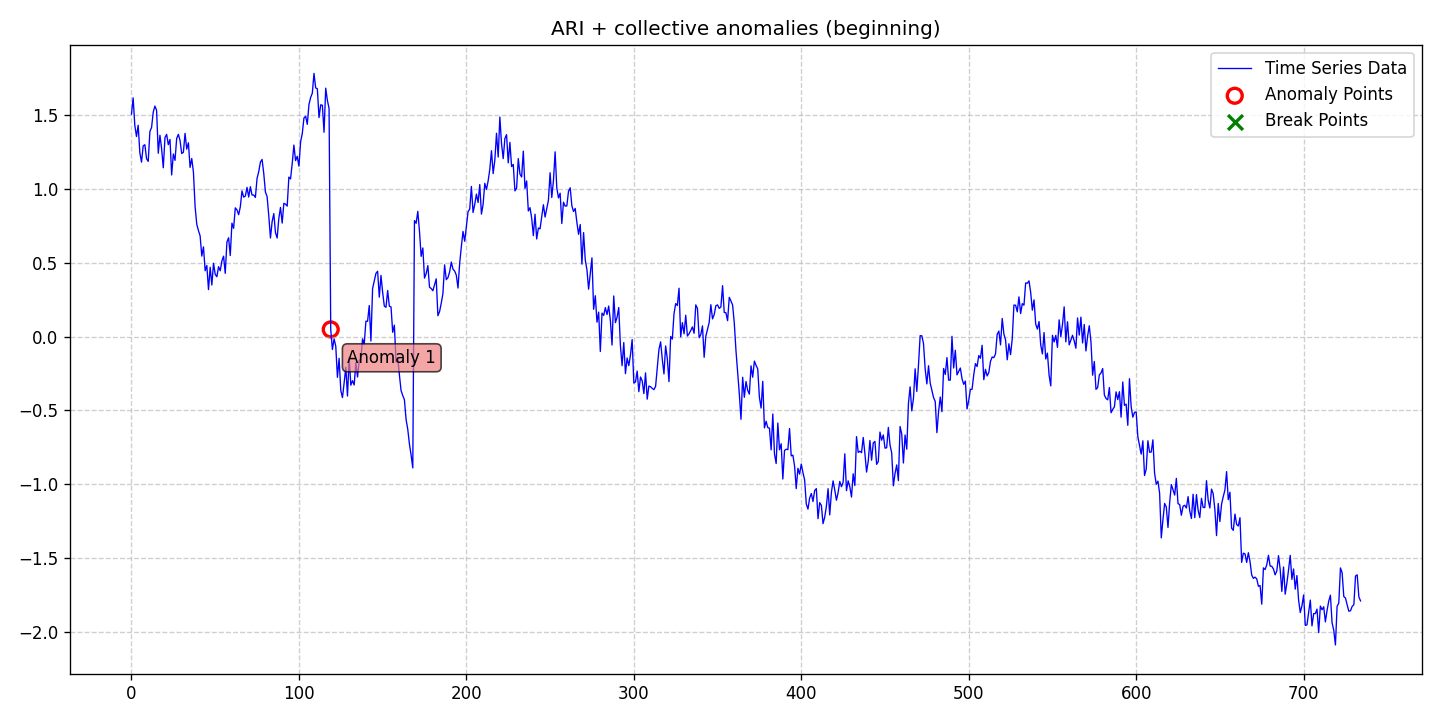 ARI + collective anomalies (beginning)
Time Series Data
Anomaly Points
Break Points
1.5
1.0
0.5
0.0
−0.5
−1.0
−1.5
−2.0
Anomaly 1
0 100 200 300 400 500 600 700